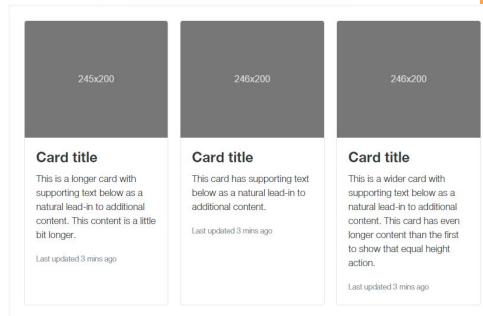 245x200
Card title
This is a longer card with
supporting text below as a
natural lead-in to additional
content. This content is a little
bit longer.
Last updated 3 mins ago
246x200
Card title
This card has supporting text
below as a natural lead-in to
additional content.
Last updated 3 mins ago
246x200
Card title
This is a wider card with
supporting text below as a
natural lead-in to additional
content. This card has even
longer content than the first
to show that equal height
action.
Last updated 3 mins ago